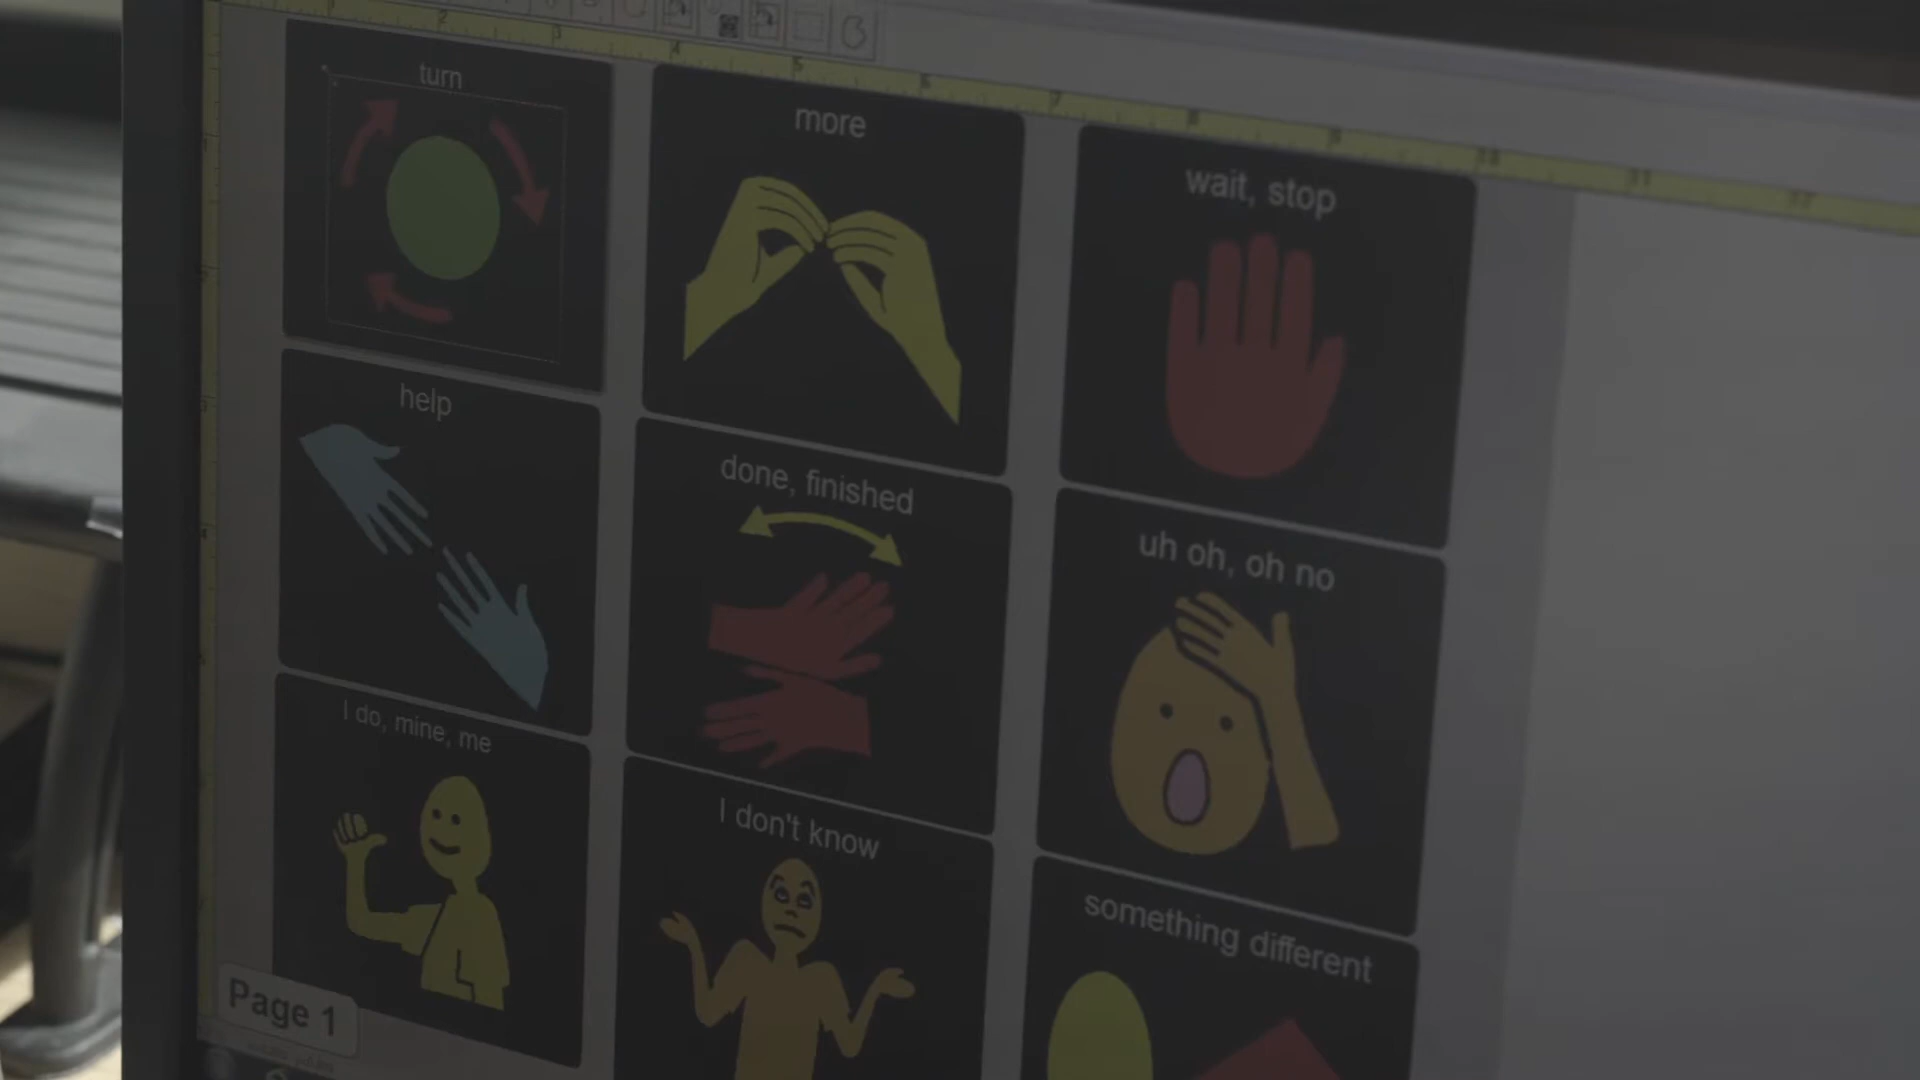 turn
more
wait, stop
help
done, finished
uh oh, oh no
I do, mine, me
I don't know
something different
Page 1